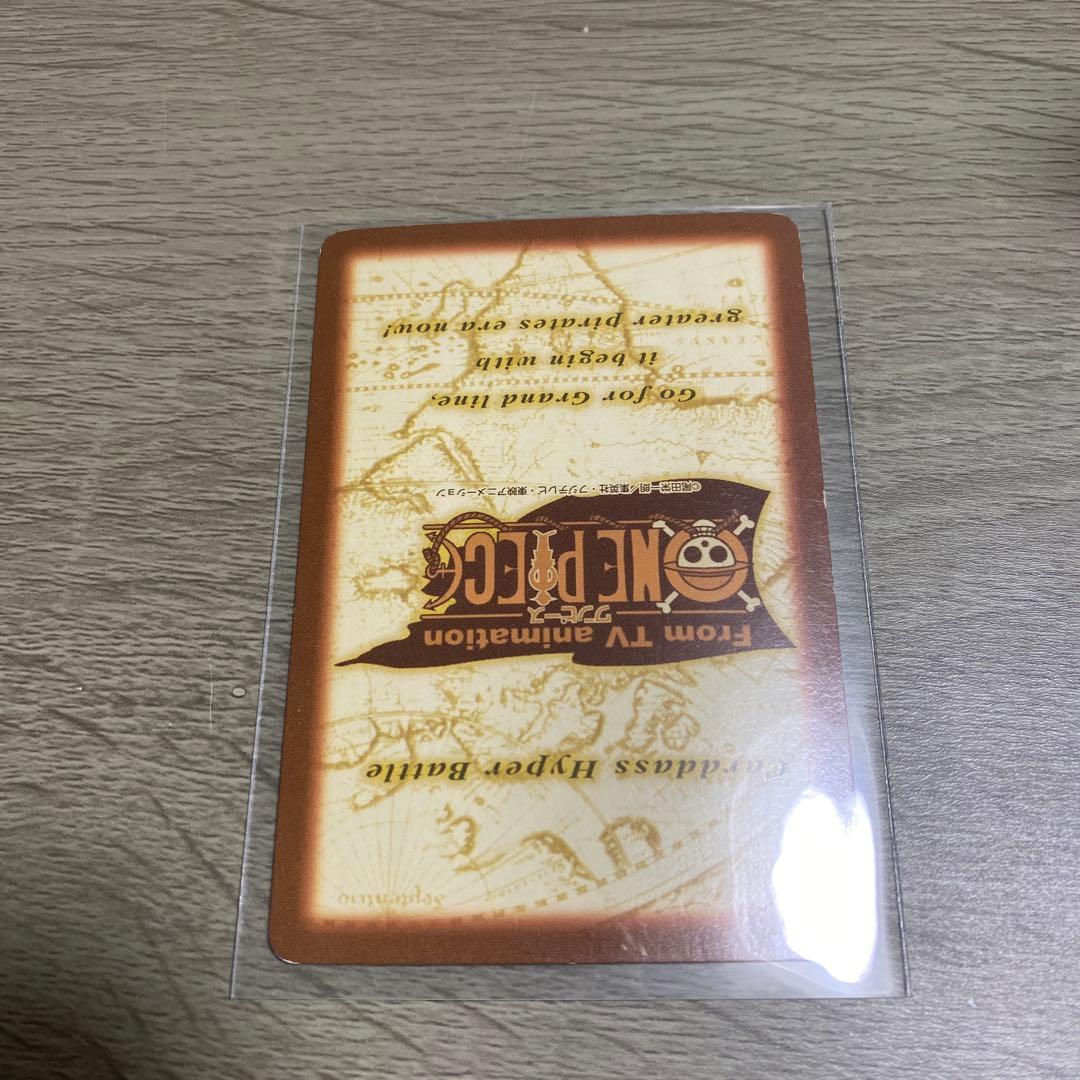 Septentrio
Carddass Hyper Battle
From TV animation
ワンピース
ONE PIECE
©尾田栄一郎／集英社・フジテレビ・東映アニメーション
Go for Grand line,
it begin with
greater pirates era now!